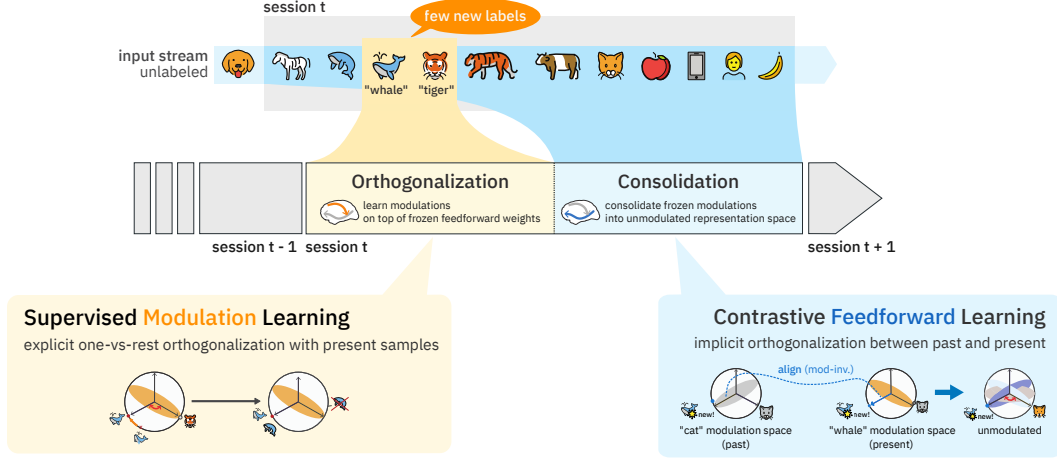 session t
few new labels
input stream
unlabeled
"whale" "tiger"
Orthogonalization
learn modulations
on top of frozen feedforward weights
Consolidation
consolidate frozen modulations
into unmodulated representation space
session t - 1
session t
session t + 1
Supervised Modulation Learning
explicit one-vs-rest orthogonalization with present samples
Contrastive Feedforward Learning
implicit orthogonalization between past and present
align (mod-inv.)
new!
new!
new!
"cat" modulation space
(past)
"whale" modulation space
(present)
unmodulated